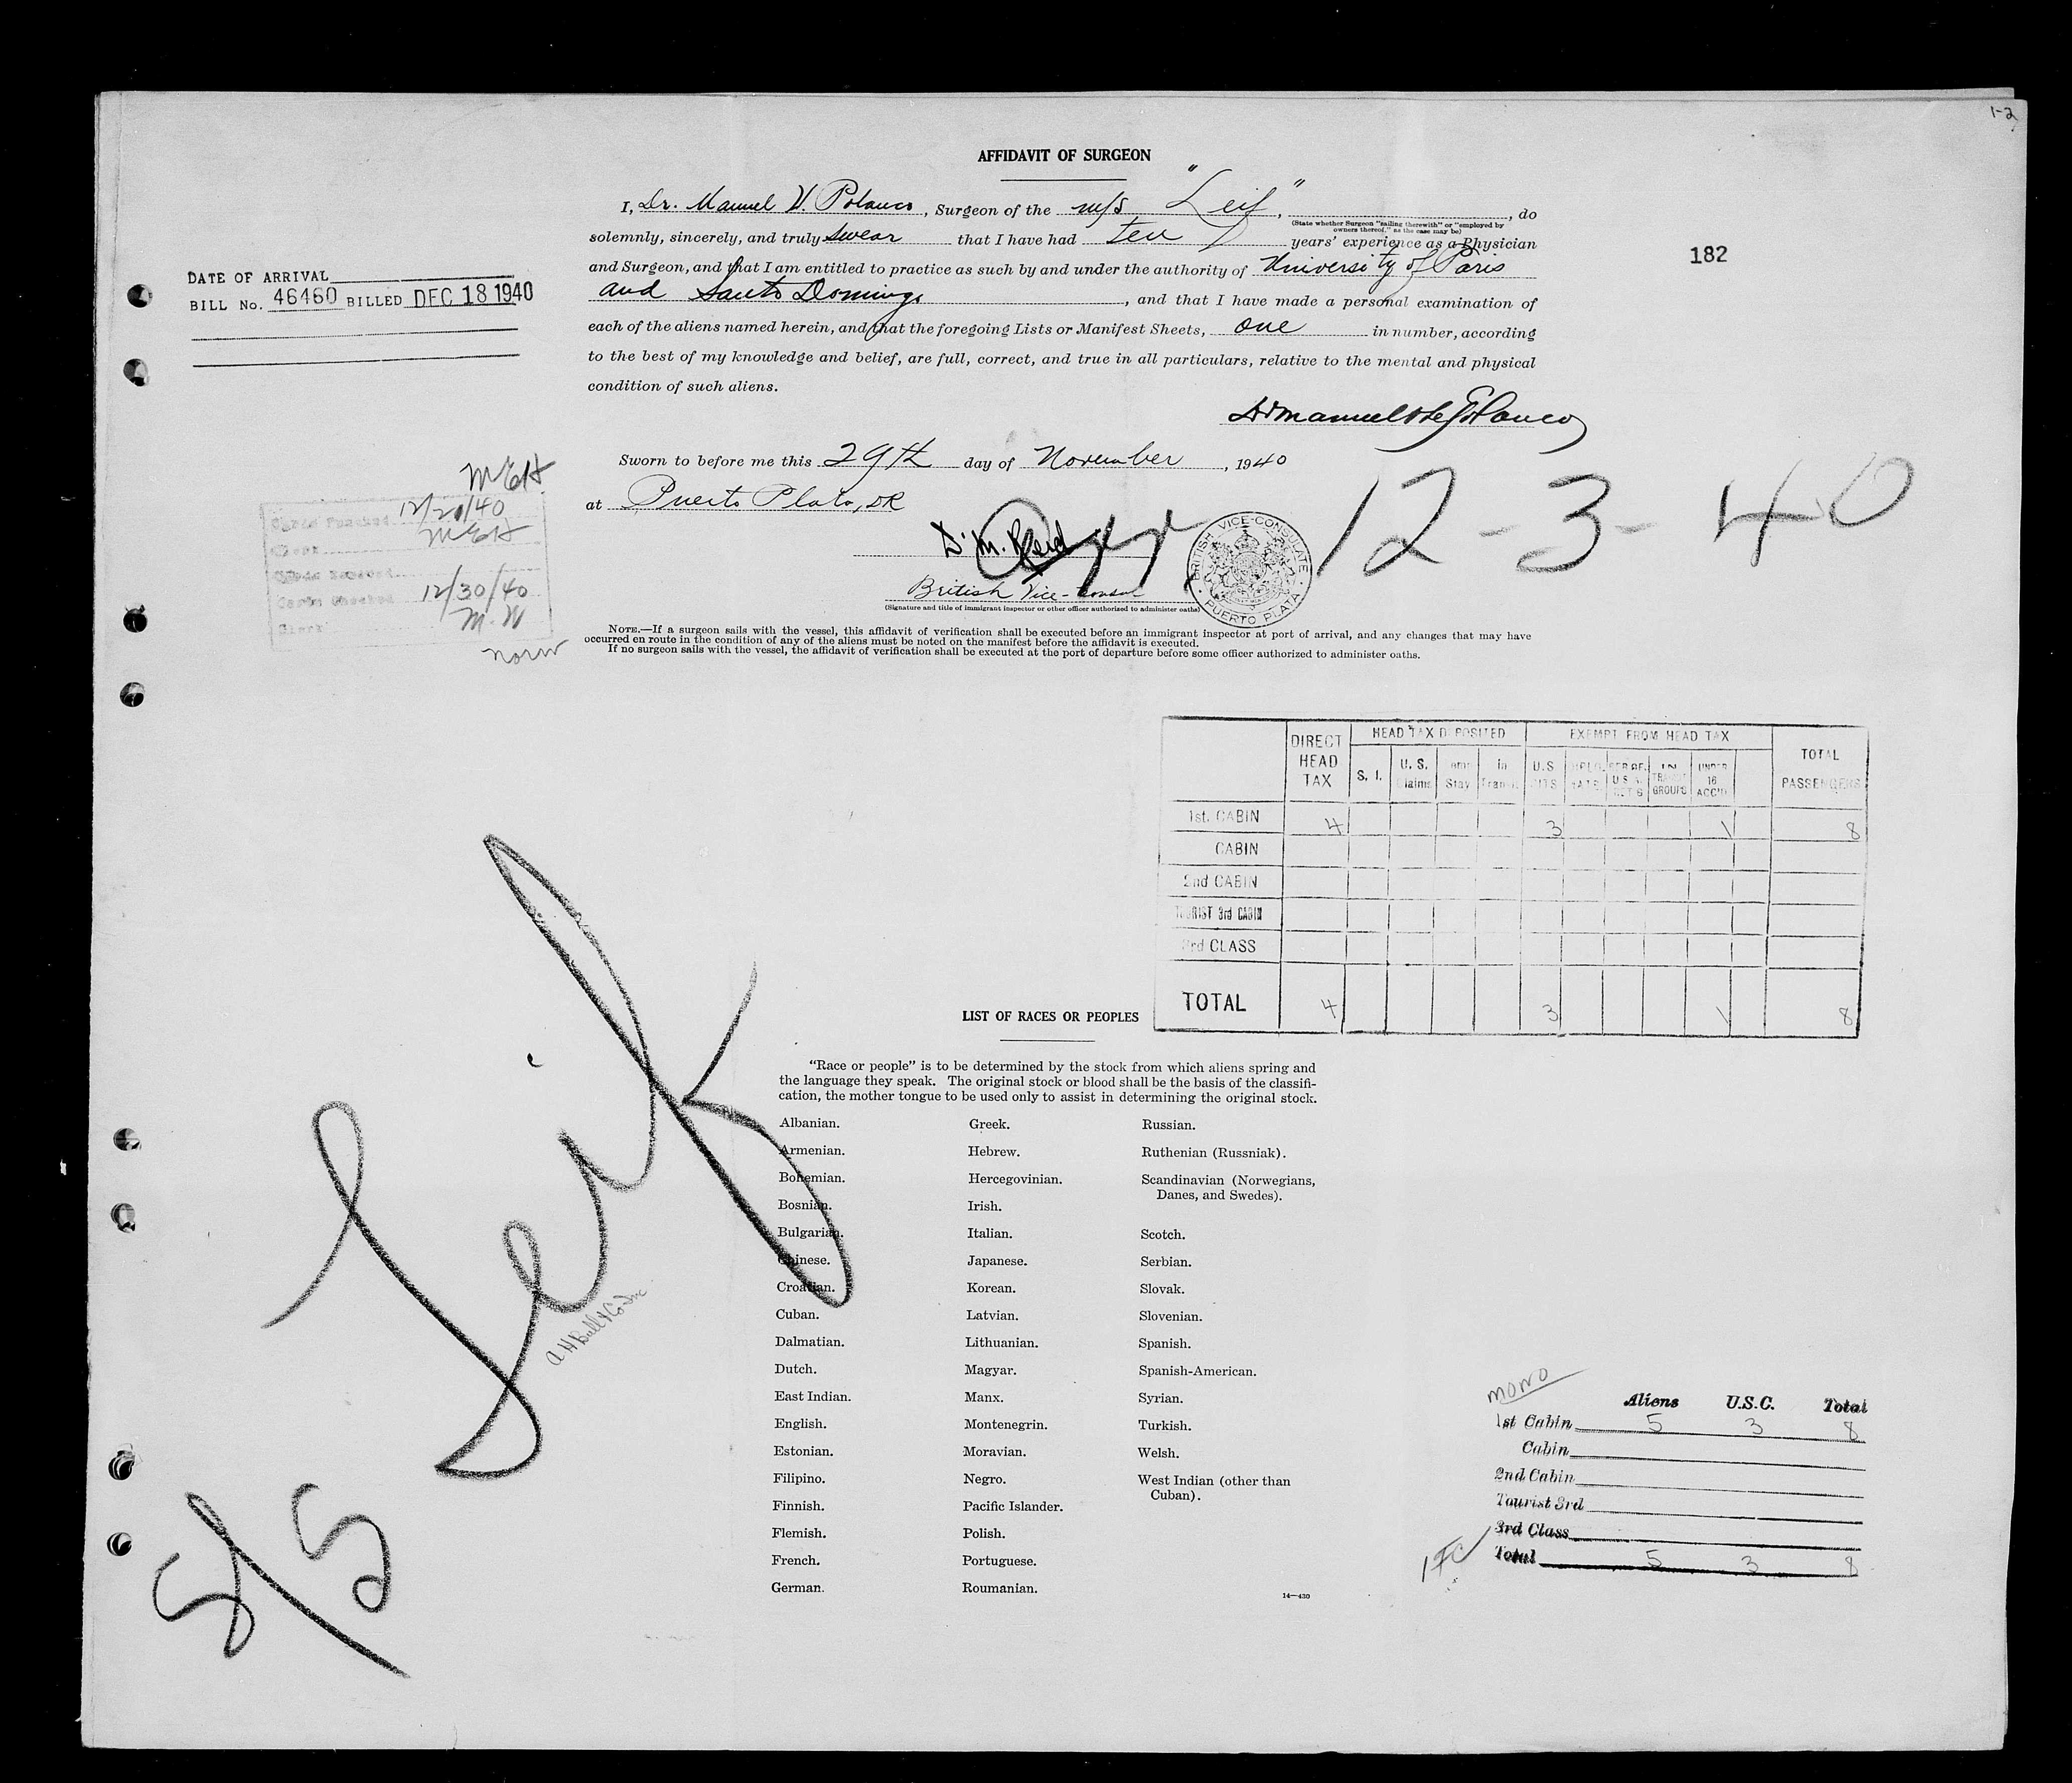 1-2
AFFIDAVIT OF SURGEON
I, Dr. Manuel H. Polanco, Surgeon of the m/s "Leif", , do
(State whether Surgeon "sailing therewith" or "employed by owners thereof," as the case may be)
solemnly, sincerely, and truly swear that I have had ten years' experience as a Physician
182
and Surgeon, and that I am entitled to practice as such by and under the authority of University of Paris
DATE OF ARRIVAL
BILL No. 46460 BILLED DEC 18 1940
and Santo Domingo, and that I have made a personal examination of
each of the aliens named herein, and that the foregoing Lists or Manifest Sheets, one in number, according
to the best of my knowledge and belief, are full, correct, and true in all particulars, relative to the mental and physical
condition of such aliens.
Sworn to before me this 29th day of November, 1940
at Puerto Plata, DR
12-3-40
MEH
12/20/40
MEH
12/30/40
M.W
D. M. Reid
British Vice-Consul
BRITISH VICE-CONSULATE
PUERTO PLATA
(Signature and title of immigrant inspector or other officer authorized to administer oaths)
NOTE.—If a surgeon sails with the vessel, this affidavit of verification shall be executed before an immigrant inspector at port of arrival, and any changes that may have
occurred en route in the condition of any of the aliens must be noted on the manifest before the affidavit is executed.
If no surgeon sails with the vessel, the affidavit of verification shall be executed at the port of departure before some officer authorized to administer oaths.
DIRECT HEAD TAX HEAD TAX DEPOSITED EXEMPT FROM HEAD TAX TOTAL PASSENGERS
S. I. U. S. Claims Stay in Transit U.S. CITS IN TRANSIT GROUPS UNDER 16 ACC'D
1st. CABIN 4 3 1 8
CABIN
2nd CABIN
TOURIST 3rd CABIN
3rd CLASS
TOTAL 4 3 1 8
S/S Leif
A H Bull & Co Inc
LIST OF RACES OR PEOPLES
"Race or people" is to be determined by the stock from which aliens spring and
the language they speak. The original stock or blood shall be the basis of the classifi-
cation, the mother tongue to be used only to assist in determining the original stock.
Albanian.
Armenian.
Bohemian.
Bosnian.
Bulgarian.
Chinese.
Croatian.
Cuban.
Dalmatian.
Dutch.
East Indian.
English.
Estonian.
Filipino.
Finnish.
Flemish.
French.
German.
Greek.
Hebrew.
Hercegovinian.
Irish.
Italian.
Japanese.
Korean.
Latvian.
Lithuanian.
Magyar.
Manx.
Montenegrin.
Moravian.
Negro.
Pacific Islander.
Polish.
Portuguese.
Roumanian.
Russian.
Ruthenian (Russniak).
Scandinavian (Norwegians,
Danes, and Swedes).
Scotch.
Serbian.
Slovak.
Slovenian.
Spanish.
Spanish-American.
Syrian.
Turkish.
Welsh.
West Indian (other than
Cuban).
14—430
Aliens U.S.C. Total
1st Cabin 5 3 8
Cabin
2nd Cabin
Tourist 3rd
3rd Class
Total 5 3 8